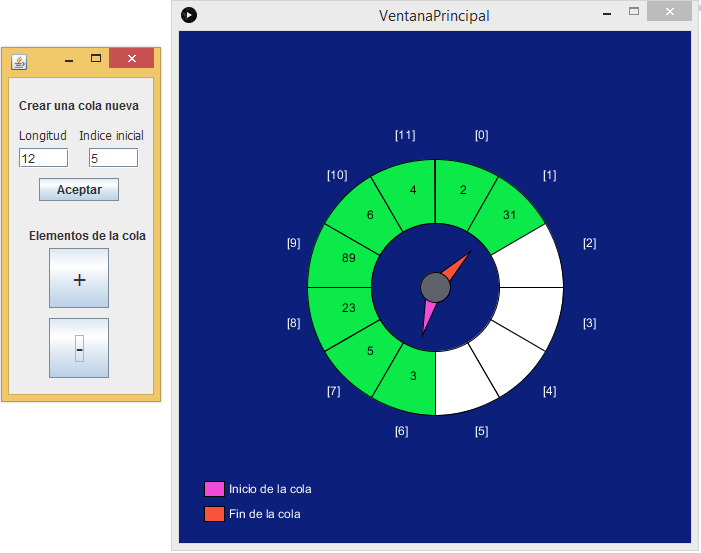 Crear una cola nueva
Longitud Indice inicial
12 5
Aceptar
Elementos de la cola
+
-
VentanaPrincipal
[11] [0]
[10] [1]
[9] [2]
[8] [3]
[7] [4]
[6] [5]
4 2
6 31
89
23
5
3
Inicio de la cola
Fin de la cola